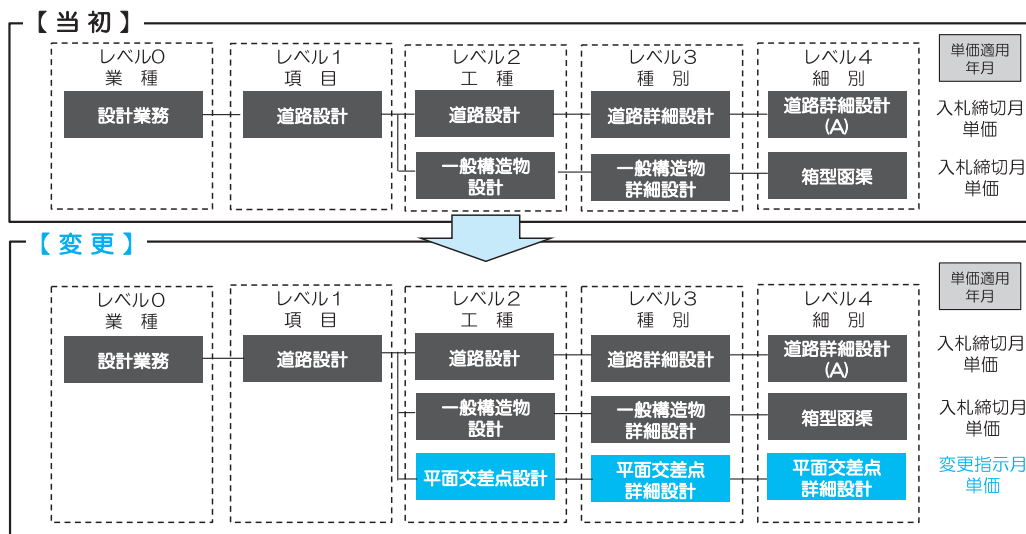 【当初】
レベル0
業種
レベル1
項目
レベル2
工種
レベル3
種別
レベル4
細別
単価適用
年月
設計業務
道路設計
道路設計
道路詳細設計
道路詳細設計
(A)
入札締切月
単価
一般構造物
設計
一般構造物
詳細設計
箱型函渠
入札締切月
単価
【変更】
レベル0
業種
レベル1
項目
レベル2
工種
レベル3
種別
レベル4
細別
単価適用
年月
設計業務
道路設計
道路設計
道路詳細設計
道路詳細設計
(A)
入札締切月
単価
一般構造物
設計
一般構造物
詳細設計
箱型函渠
入札締切月
単価
平面交差点設計
平面交差点
詳細設計
平面交差点
詳細設計
変更指示月
単価